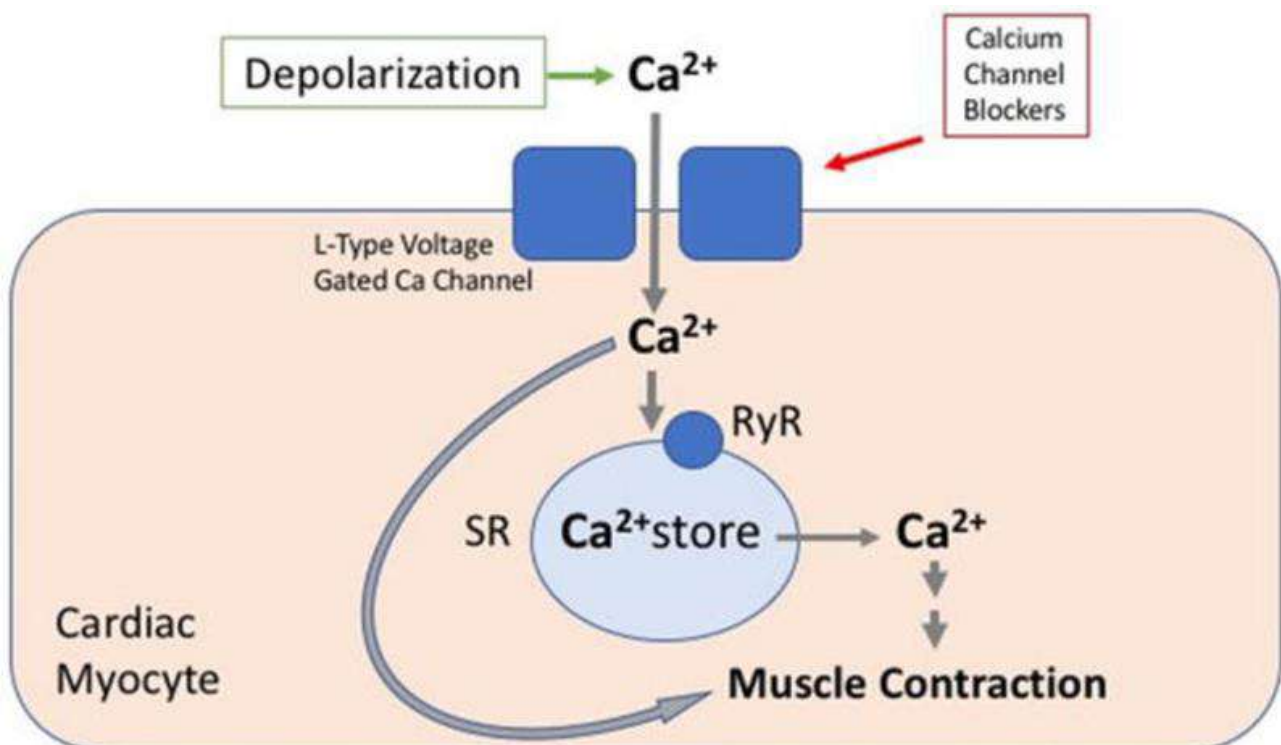 Depolarization
Ca²⁺
Calcium
Channel
Blockers
L-Type Voltage
Gated Ca Channel
Ca²⁺
RyR
SR
Ca²⁺store
Ca²⁺
Cardiac
Myocyte
Muscle Contraction